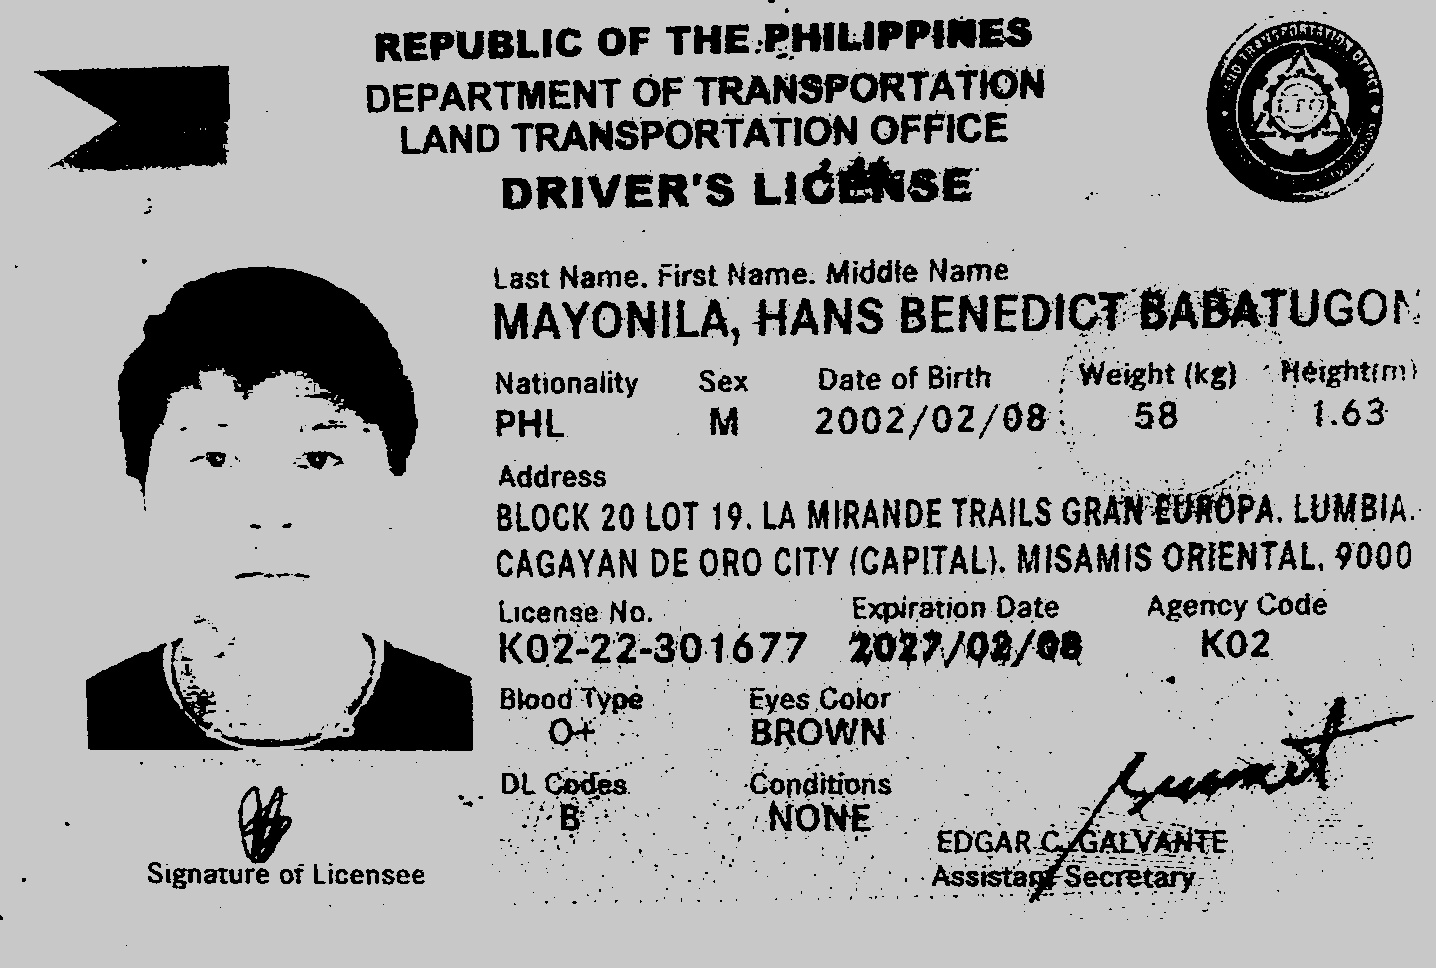 REPUBLIC OF THE PHILIPPINES
DEPARTMENT OF TRANSPORTATION
LAND TRANSPORTATION OFFICE
DRIVER'S LICENSE
Last Name. First Name. Middle Name
MAYONILA, HANS BENEDICT BABATUGON
Nationality Sex Date of Birth Weight (kg) Height(m)
PHL M 2002/02/08 58 1.63
Address
BLOCK 20 LOT 19. LA MIRANDE TRAILS GRAN EUROPA. LUMBIA.
CAGAYAN DE ORO CITY (CAPITAL). MISAMIS ORIENTAL. 9000
License No. Expiration Date Agency Code
K02-22-301677 2027/02/08 K02
Blood Type Eyes Color
O+ BROWN
DL Codes Conditions
B NONE
EDGAR C. GALVANTE
Assistant Secretary
Signature of Licensee